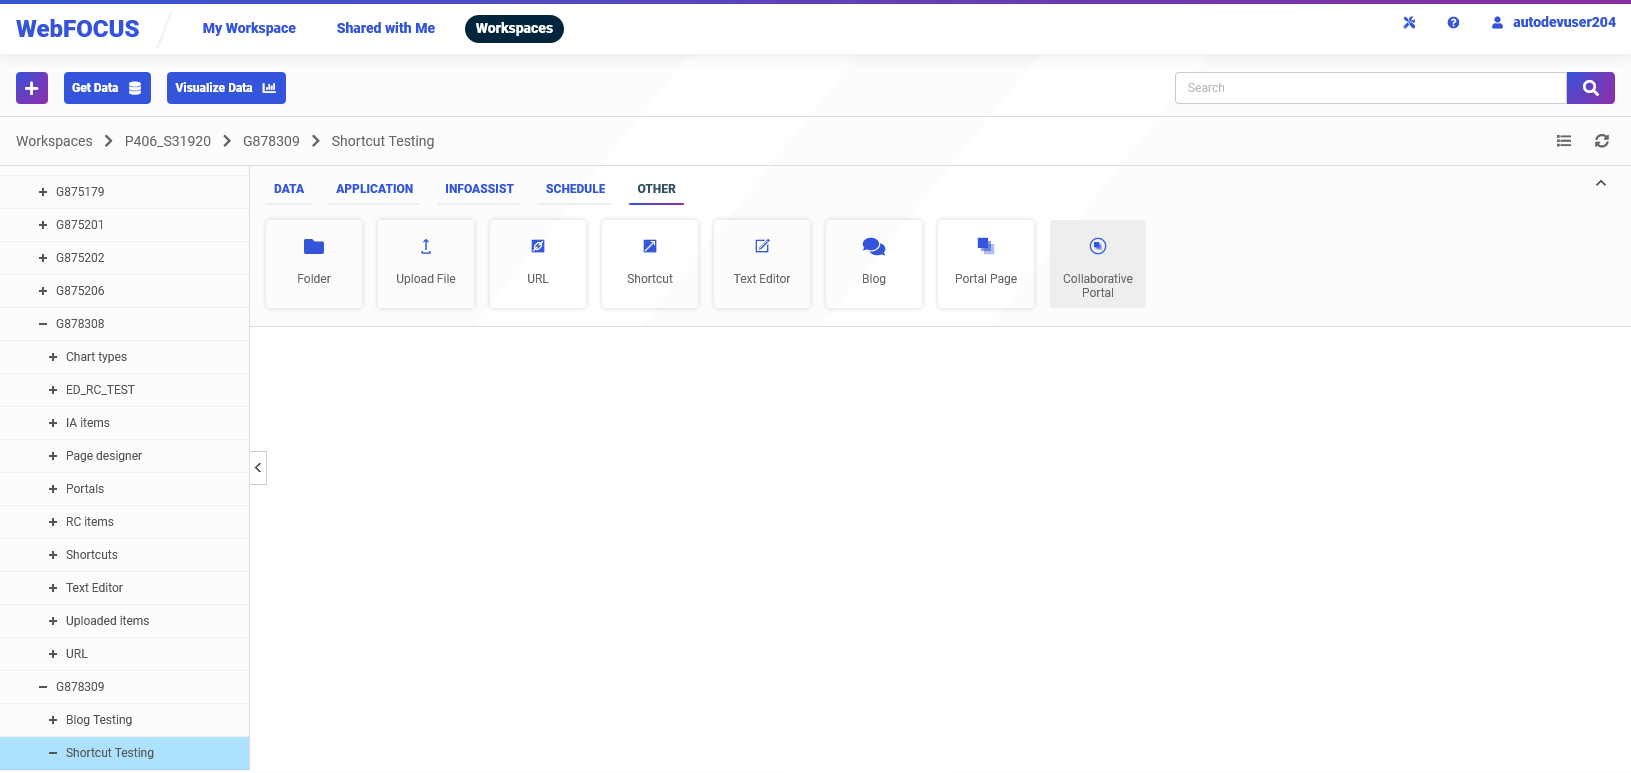 WebFOCUS
My Workspace
Shared with Me
Workspaces
autodevuser204
Get Data
Visualize Data
Search
Workspaces
P406_S31920
G878309
Shortcut Testing
G875179
G875201
G875202
G875206
G878308
Chart types
ED_RC_TEST
IA items
Page designer
Portals
RC items
Shortcuts
Text Editor
Uploaded items
URL
G878309
Blog Testing
Shortcut Testing
DATA
APPLICATION
INFOASSIST
SCHEDULE
OTHER
Folder
Upload File
URL
Shortcut
Text Editor
Blog
Portal Page
Collaborative
Portal